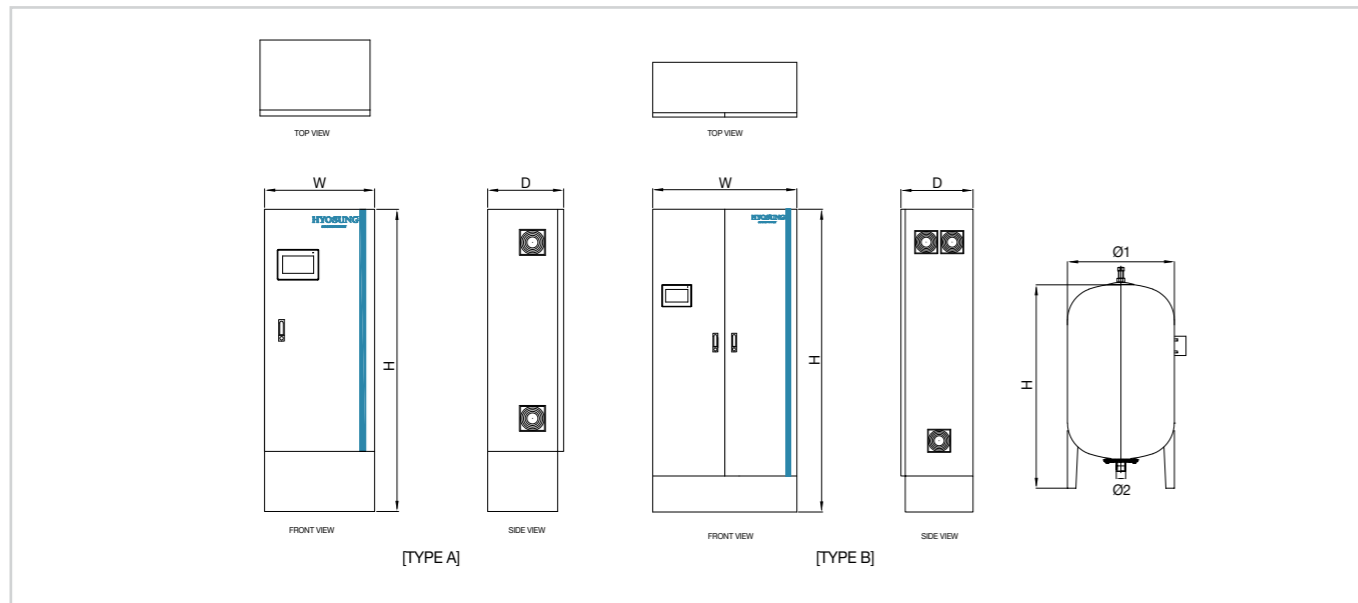 TOP VIEW
TOP VIEW
W
D
W
D
HYOSUNG
HYOSUNG
H
H
Ø1
H
Ø2
FRONT VIEW
SIDE VIEW
FRONT VIEW
SIDE VIEW
[TYPE A]
[TYPE B]